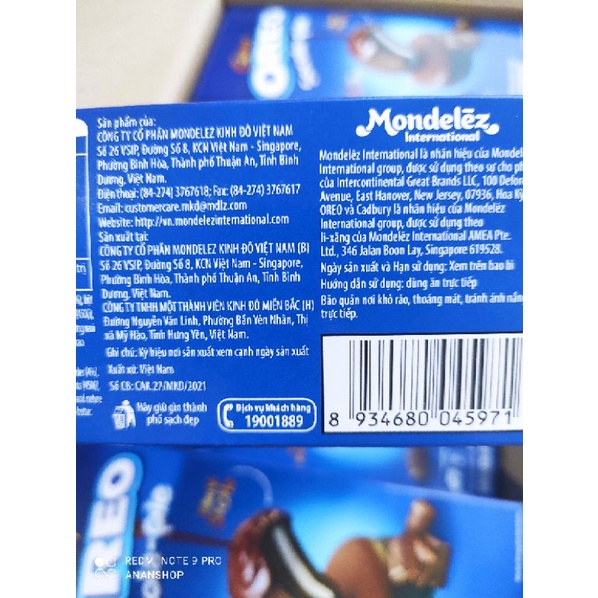 OREO
Sản phẩm của:
CÔNG TY CỔ PHẦN MONDELEZ KINH ĐÔ VIỆT NAM
Số 26 VSIP, Đường Số 8, KCN Việt Nam - Singapore,
Phường Bình Hòa, Thành phố Thuận An, Tỉnh Bình
Dương, Việt Nam.
Điện thoại: (84-274) 3767618; Fax: (84-274) 3767617
Email: customercare.mkd@mdlz.com
Website: http://vn.mondelezinternational.com
Sản xuất tại:
CÔNG TY CỔ PHẦN MONDELEZ KINH ĐÔ VIỆT NAM (B)
Số 26 VSIP, Đường Số 8, KCN Việt Nam - Singapore,
Phường Bình Hòa, Thành phố Thuận An, Tỉnh Bình
Dương, Việt Nam.
CÔNG TY TNHH MỘT THÀNH VIÊN KINH ĐÔ MIỀN BẮC (H)
Đường Nguyễn Văn Linh, Phường Bần Yên Nhân, Thị
xã Mỹ Hào, Tỉnh Hưng Yên, Việt Nam.
Ghi chú: Ký hiệu nơi sản xuất xem cạnh ngày sản xuất
Xuất xứ: Việt Nam
Số CB: CAK.27/MKD/2021
Hãy giữ gìn thành
phố sạch đẹp
Dịch vụ khách hàng
19001889
Mondelēz
International
Mondelēz International là nhãn hiệu của Mondel
International group, được sử dụng theo sự cho ph
của Intercontinental Great Brands LLC, 100 Defor
Avenue, East Hanover, New Jersey, 07936, Hoa Kỳ
OREO và Cadbury là nhãn hiệu của Mondelēz
International group, được sử dụng theo
li-xăng của Mondelez International AMEA Pte.
Ltd., 346 Jalan Boon Lay, Singapore 619528.
Ngày sản xuất và Hạn sử dụng: Xem trên bao bì
Hướng dẫn sử dụng: dùng ăn trực tiếp
Bảo quản nơi khô ráo, thoáng mát, tránh ánh nắn
trực tiếp.
8 934680 045971
OREO
REDMI NOTE 9 PRO
ANANSHOP